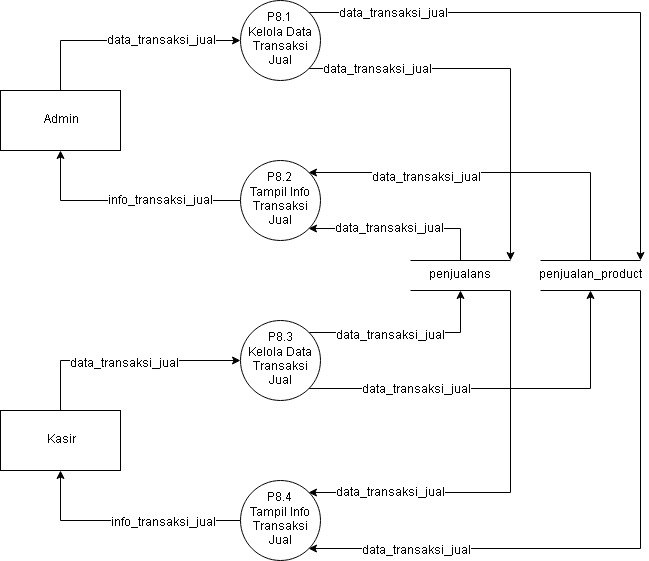 P8.1
Kelola Data
Transaksi
Jual
data_transaksi_jual
data_transaksi_jual
data_transaksi_jual
Admin
P8.2
Tampil Info
Transaksi
Jual
data_transaksi_jual
info_transaksi_jual
data_transaksi_jual
penjualans
penjualan_product
P8.3
Kelola Data
Transaksi
Jual
data_transaksi_jual
data_transaksi_jual
data_transaksi_jual
Kasir
P8.4
Tampil Info
Transaksi
Jual
data_transaksi_jual
info_transaksi_jual
data_transaksi_jual